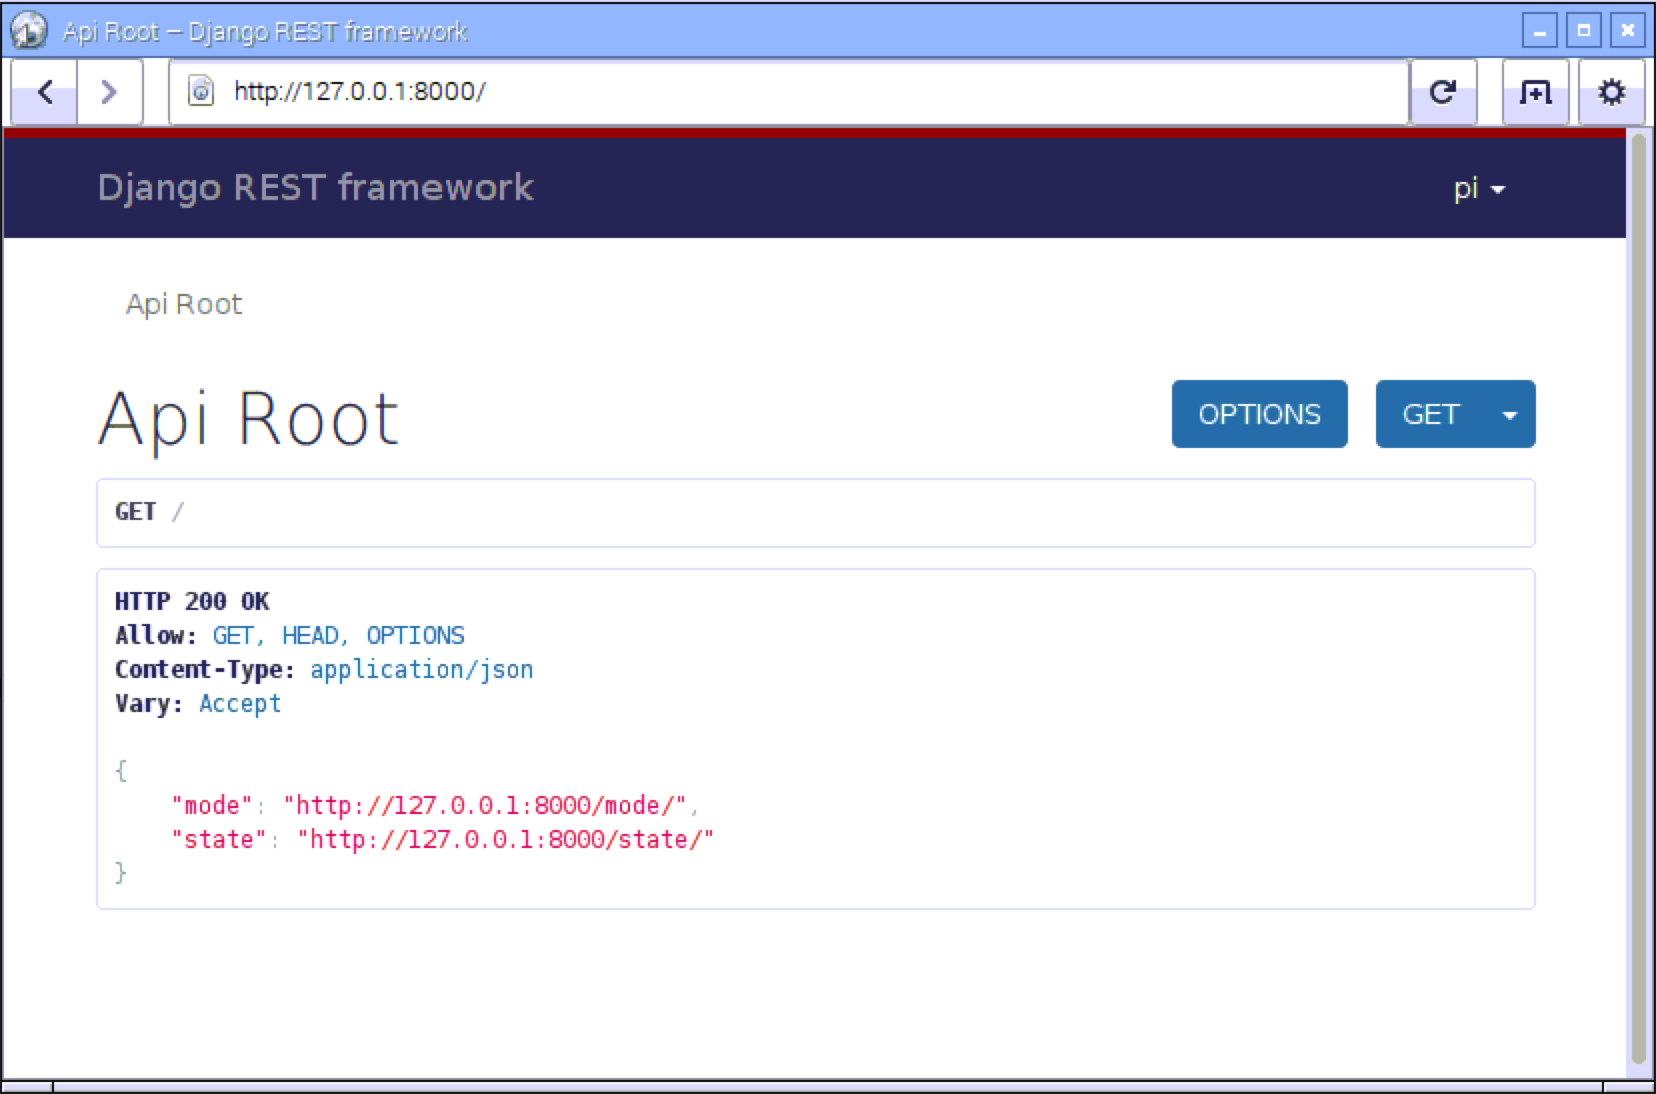 Api Root – Django REST framework
http://127.0.0.1:8000/
Django REST framework
pi
Api Root
Api Root
OPTIONS
GET
GET /
HTTP 200 OK
Allow: GET, HEAD, OPTIONS
Content-Type: application/json
Vary: Accept
{
    "mode": "http://127.0.0.1:8000/mode/",
    "state": "http://127.0.0.1:8000/state/"
}